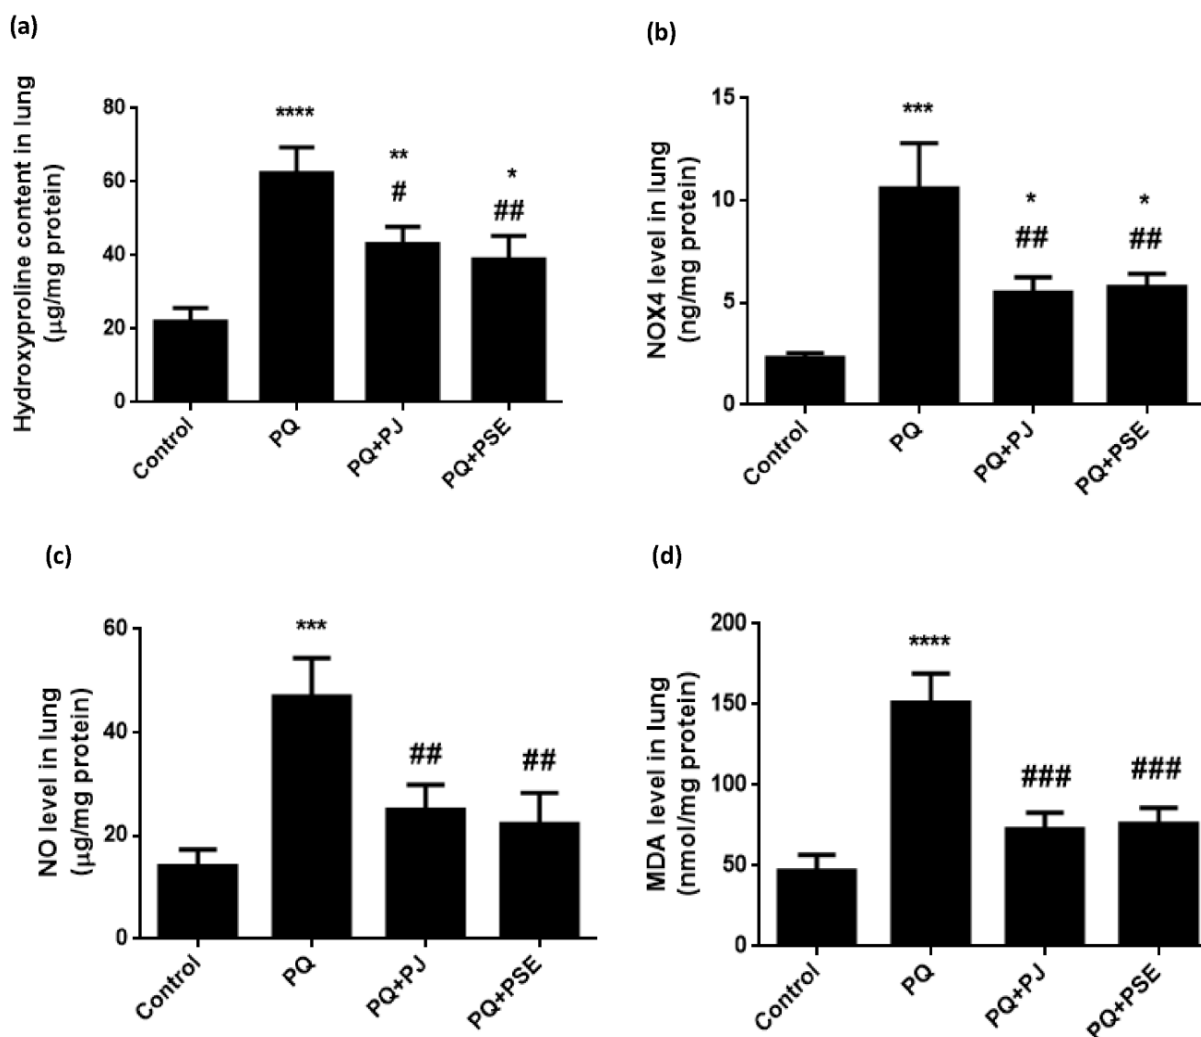 (a)
Hydroxyproline content in lung
(µg/mg protein)
80
60
40
20
0
****
**
#
*
##
Control
PQ
PQ+PJ
PQ+PSE
(b)
NOX4 level in lung
(ng/mg protein)
15
10
5
0
***
*
##
*
##
Control
PQ
PQ+PJ
PQ+PSE
(c)
NO level in lung
(µg/mg protein)
60
40
20
0
***
##
##
Control
PQ
PQ+PJ
PQ+PSE
(d)
MDA level in lung
(nmol/mg protein)
200
150
100
50
0
****
###
###
Control
PQ
PQ+PJ
PQ+PSE